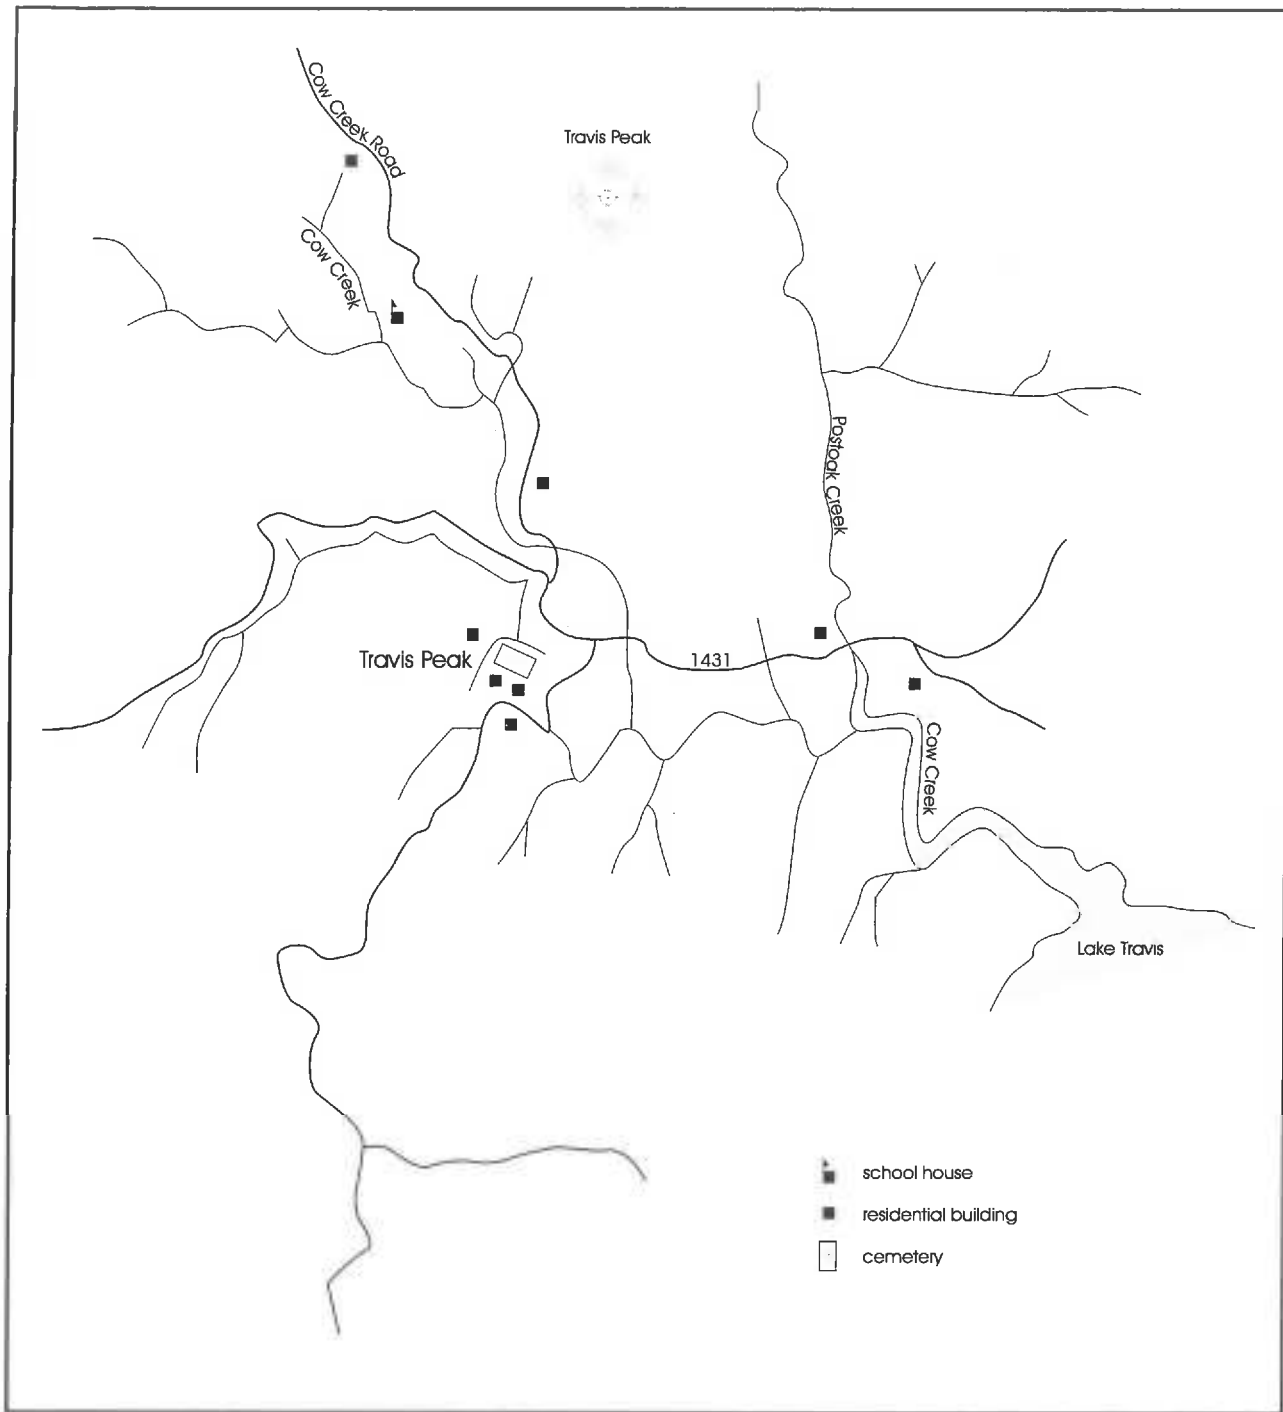 Cow Creek Road
Travis Peak
Cow Creek
Postoak Creek
Travis Peak
1431
Cow Creek
Lake Travis
school house
residential building
cemetery